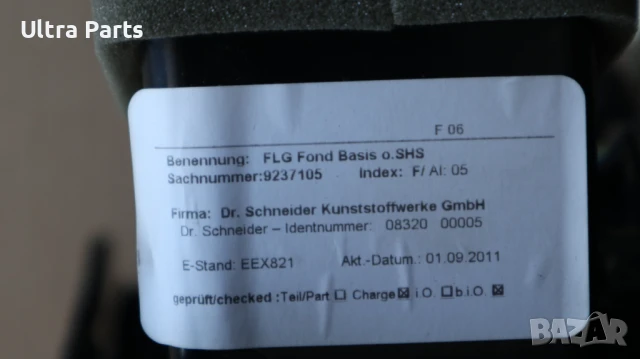 Ultra Parts
F 06
Benennung: FLG Fond Basis o.SHS
Sachnummer:9237105 Index: F/ AI: 05
Firma: Dr. Schneider Kunststoffwerke GmbH
Dr. Schneider – Identnummer: 08320 00005
E-Stand: EEX821 Akt.-Datum.: 01.09.2011
geprüft/checked :Teil/Part ☐ Charge ☒ i.O. ☐ b.i.O. ☒
BAZAR